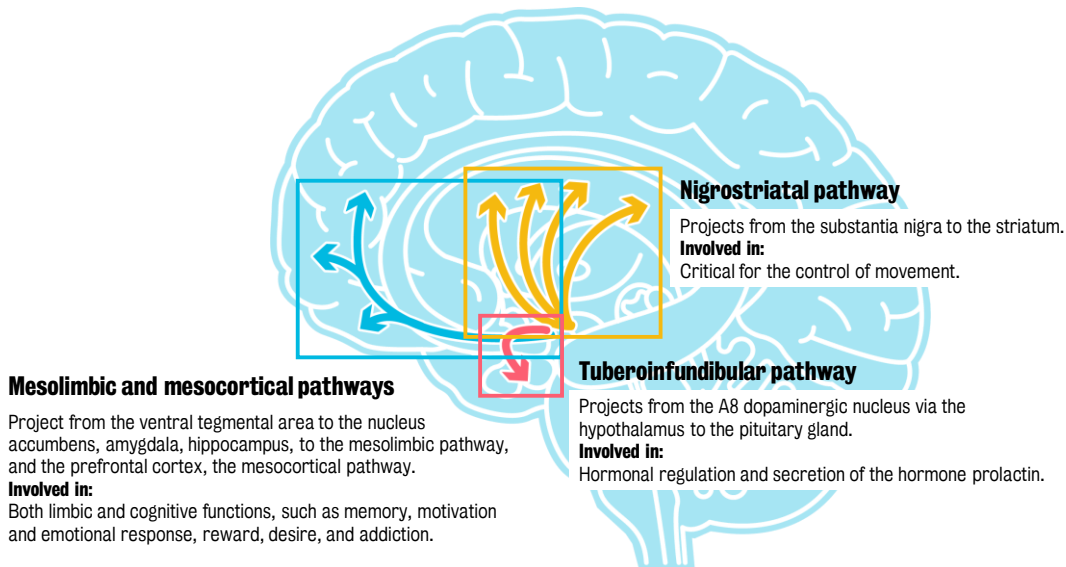 Nigrostriatal pathway
Projects from the substantia nigra to the striatum.
Involved in:
Critical for the control of movement.
Tuberoinfundibular pathway
Projects from the A8 dopaminergic nucleus via the
hypothalamus to the pituitary gland.
Involved in:
Hormonal regulation and secretion of the hormone prolactin.
Mesolimbic and mesocortical pathways
Project from the ventral tegmental area to the nucleus
accumbens, amygdala, hippocampus, to the mesolimbic pathway,
and the prefrontal cortex, the mesocortical pathway.
Involved in:
Both limbic and cognitive functions, such as memory, motivation
and emotional response, reward, desire, and addiction.